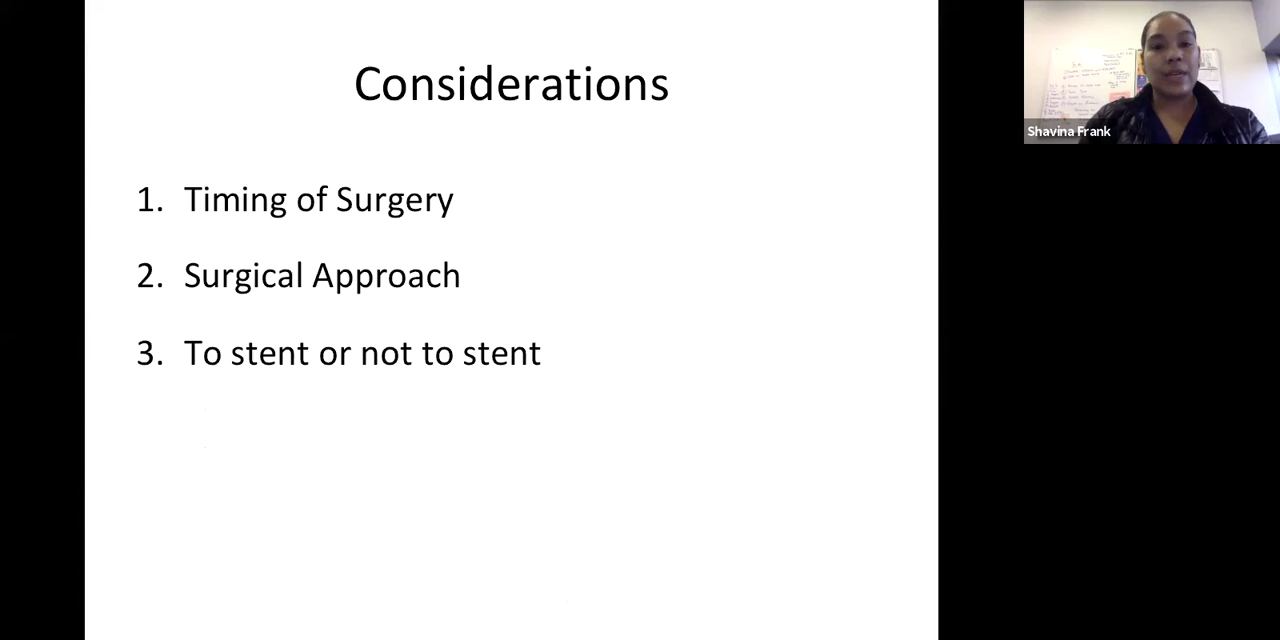 Considerations
1. Timing of Surgery
2. Surgical Approach
3. To stent or not to stent
Shavina Frank